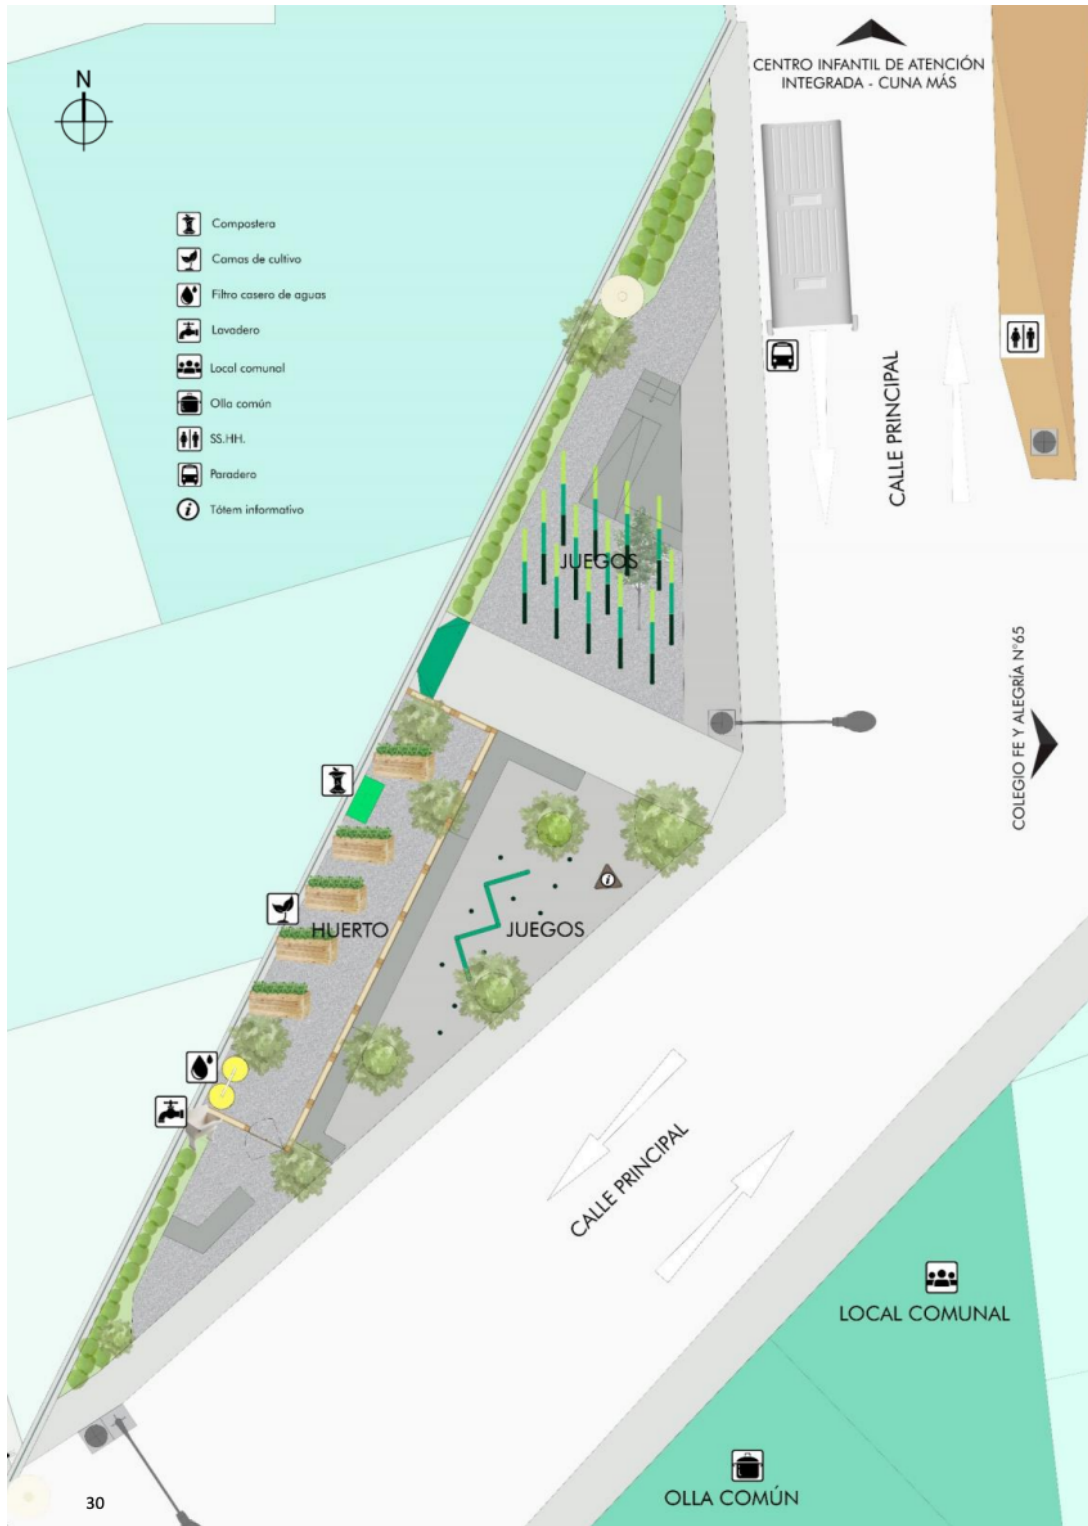 CENTRO INFANTIL DE ATENCIÓN
INTEGRADA - CUNA MÁS
N
Compostera
Camas de cultivo
Filtro casero de aguas
Lavadero
Local comunal
Olla común
SS.HH.
Paradero
Tótem informativo
CALLE PRINCIPAL
JUEGOS
COLEGIO FE Y ALEGRÍA Nº65
HUERTO
JUEGOS
CALLE PRINCIPAL
LOCAL COMUNAL
OLLA COMÚN
30